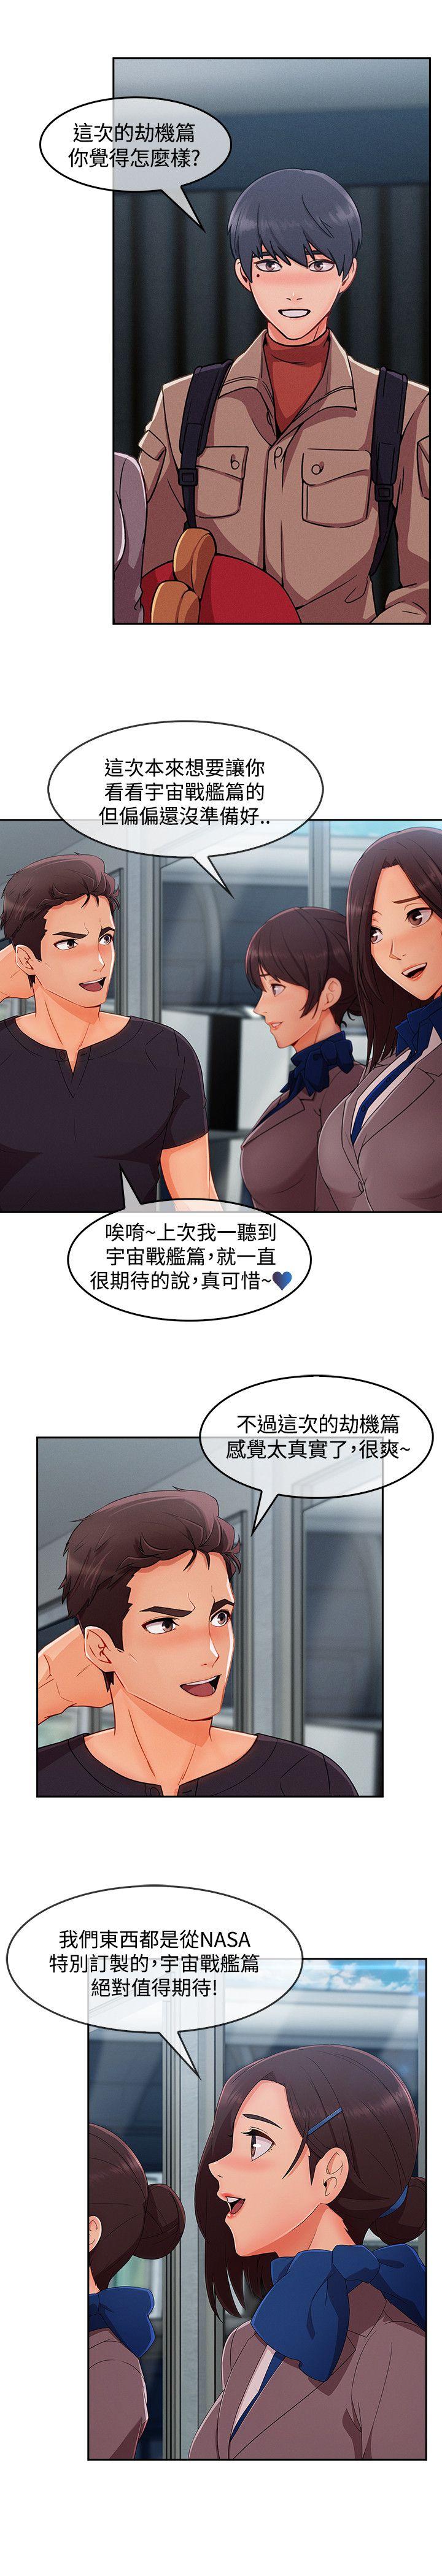 這次的劫機篇
你覺得怎麼樣?
這次本來想要讓你
看看宇宙戰艦篇的
但偏偏還沒準備好..
唉唷~上次我一聽到
宇宙戰艦篇,就一直
很期待的說,真可惜~💙
不過這次的劫機篇
感覺太真實了,很爽~
我們東西都是從NASA
特別訂製的,宇宙戰艦篇
絕對值得期待!